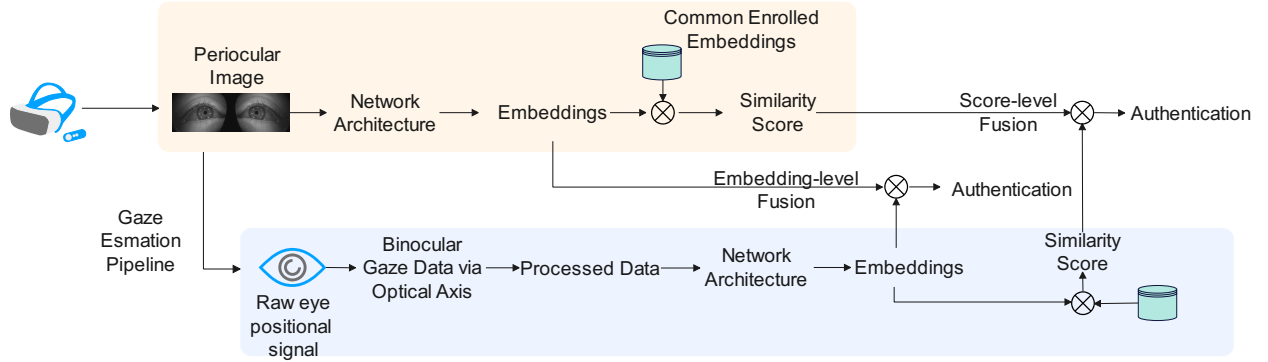 Common Enrolled
Embeddings
Periocular
Image
Network
Architecture
Embeddings
Similarity
Score
Score-level
Fusion
Authentication
Embedding-level
Fusion
Authentication
Gaze
Esmation
Pipeline
Raw eye
positional
signal
Binocular
Gaze Data via
Optical Axis
Processed Data
Network
Architecture
Embeddings
Similarity
Score